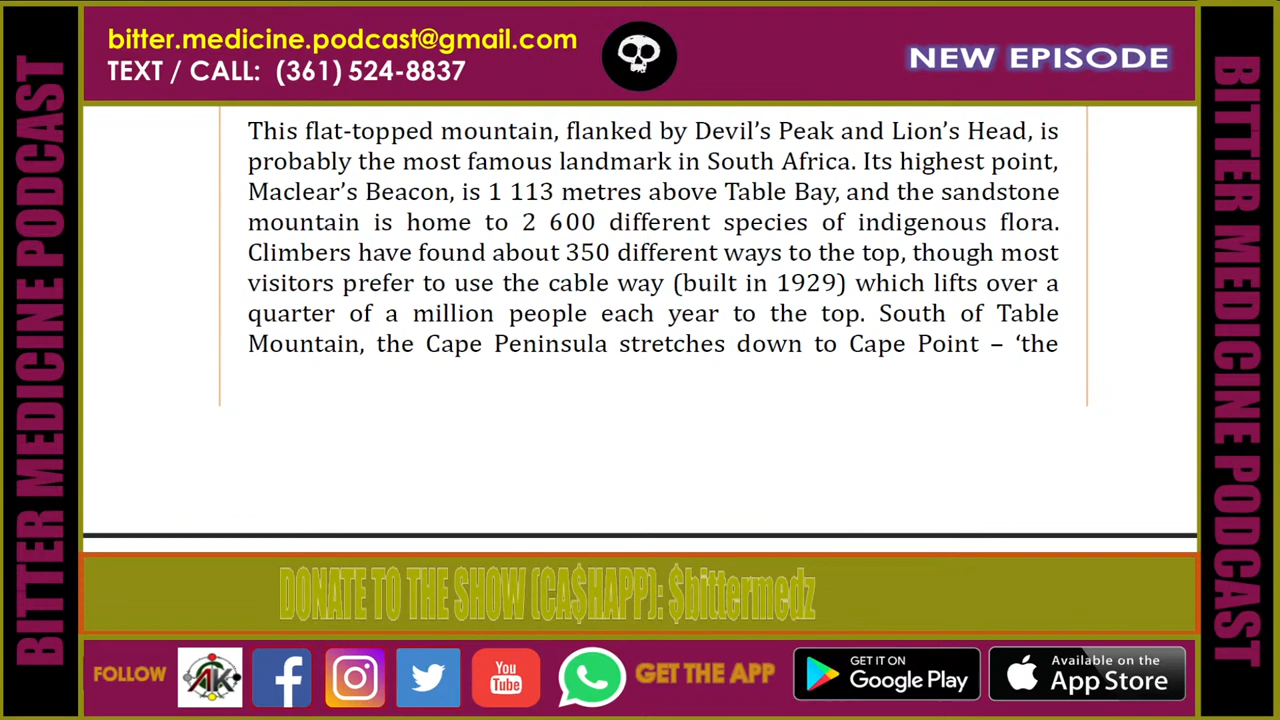 bitter.medicine.podcast@gmail.com
TEXT / CALL: (361) 524-8837
NEW EPISODE
BITTER MEDICINE PODCAST
This flat-topped mountain, flanked by Devil’s Peak and Lion’s Head, is
probably the most famous landmark in South Africa. Its highest point,
Maclear’s Beacon, is 1 113 metres above Table Bay, and the sandstone
mountain is home to 2 600 different species of indigenous flora.
Climbers have found about 350 different ways to the top, though most
visitors prefer to use the cable way (built in 1929) which lifts over a
quarter of a million people each year to the top. South of Table
Mountain, the Cape Peninsula stretches down to Cape Point – ‘the
BITTER MEDICINE PODCAST
DONATE TO THE SHOW (CA$HAPP): $bittermedz
FOLLOW
ATK
You
Tube
GET THE APP
GET IT ON
Google Play
Available on the
App Store